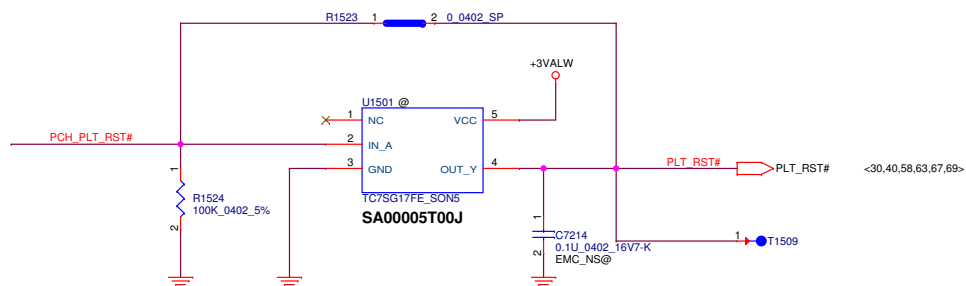 R1523 1 2 0_0402_SP
+3VALW
U1501 @
1 NC VCC 5
PCH_PLT_RST# 2 IN_A
3 GND OUT_Y 4 PLT_RST# PLT_RST# <30,40,58,63,67,69>
1
R1524
100K_0402_5%
2
TC7SG17FE_SON5
SA00005T00J
1
C7214
0.1U_0402_16V7-K
2
EMC_NS@
1 T1509